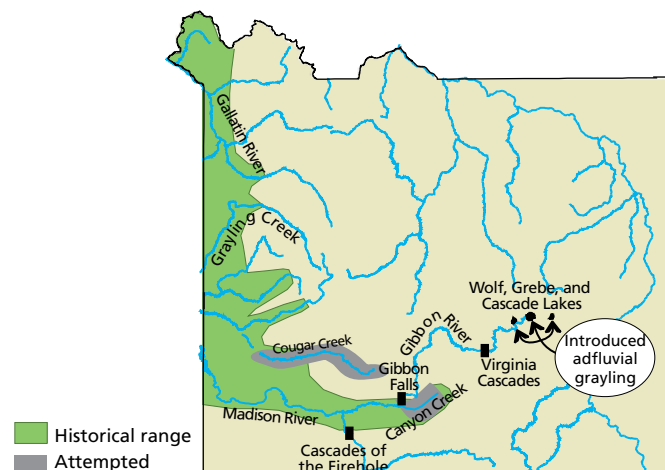 Gallatin River
Grayling Creek
Wolf, Grebe, and
Cascade Lakes
Gibbon River
Introduced
adfluvial
grayling
Cougar Creek
Virginia
Cascades
Gibbon
Falls
Canyon Creek
Madison River
Historical range
Cascades of
the Firehole
Attempted